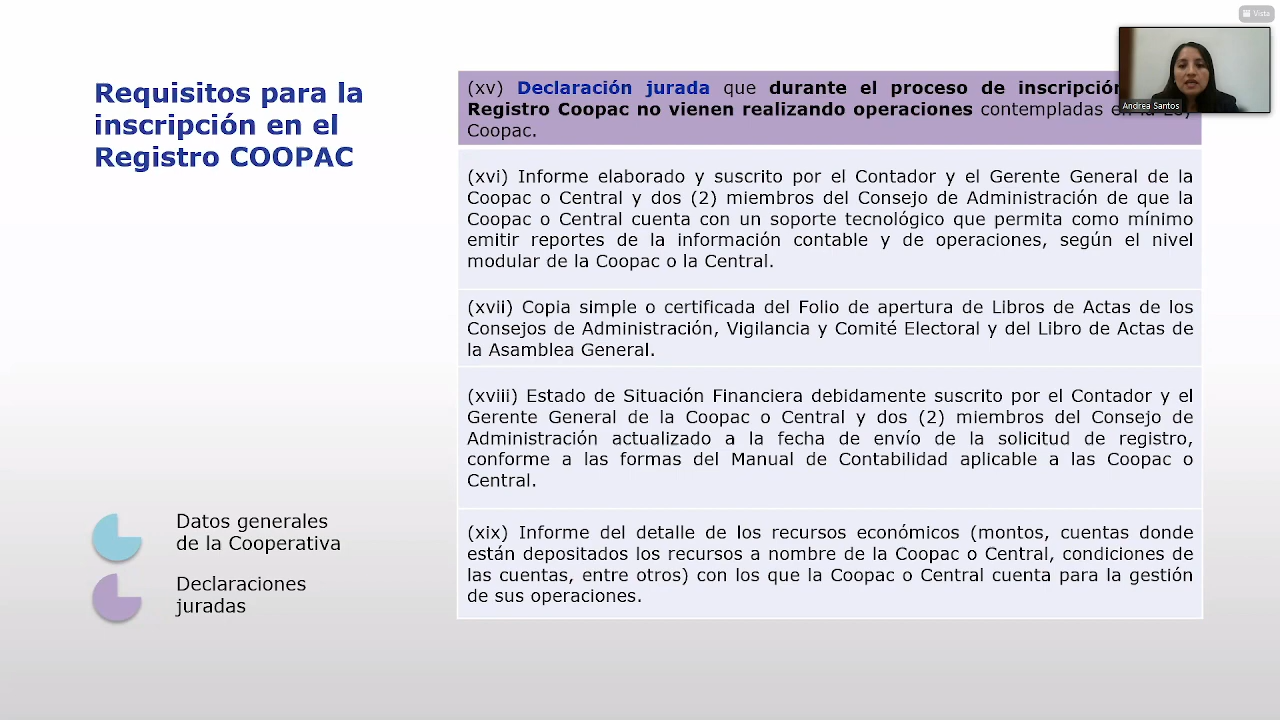 Vista
Andrea Santos
Requisitos para la
inscripción en el
Registro COOPAC
(xv) Declaración jurada que durante el proceso de inscripción
Registro Coopac no vienen realizando operaciones contempladas en la Ley
Coopac.
(xvi) Informe elaborado y suscrito por el Contador y el Gerente General de la
Coopac o Central y dos (2) miembros del Consejo de Administración de que la
Coopac o Central cuenta con un soporte tecnológico que permita como mínimo
emitir reportes de la información contable y de operaciones, según el nivel
modular de la Coopac o la Central.
(xvii) Copia simple o certificada del Folio de apertura de Libros de Actas de los
Consejos de Administración, Vigilancia y Comité Electoral y del Libro de Actas de
la Asamblea General.
(xviii) Estado de Situación Financiera debidamente suscrito por el Contador y el
Gerente General de la Coopac o Central y dos (2) miembros del Consejo de
Administración actualizado a la fecha de envío de la solicitud de registro,
conforme a las formas del Manual de Contabilidad aplicable a las Coopac o
Central.
(xix) Informe del detalle de los recursos económicos (montos, cuentas donde
están depositados los recursos a nombre de la Coopac o Central, condiciones de
las cuentas, entre otros) con los que la Coopac o Central cuenta para la gestión
de sus operaciones.
Datos generales
de la Cooperativa
Declaraciones
juradas